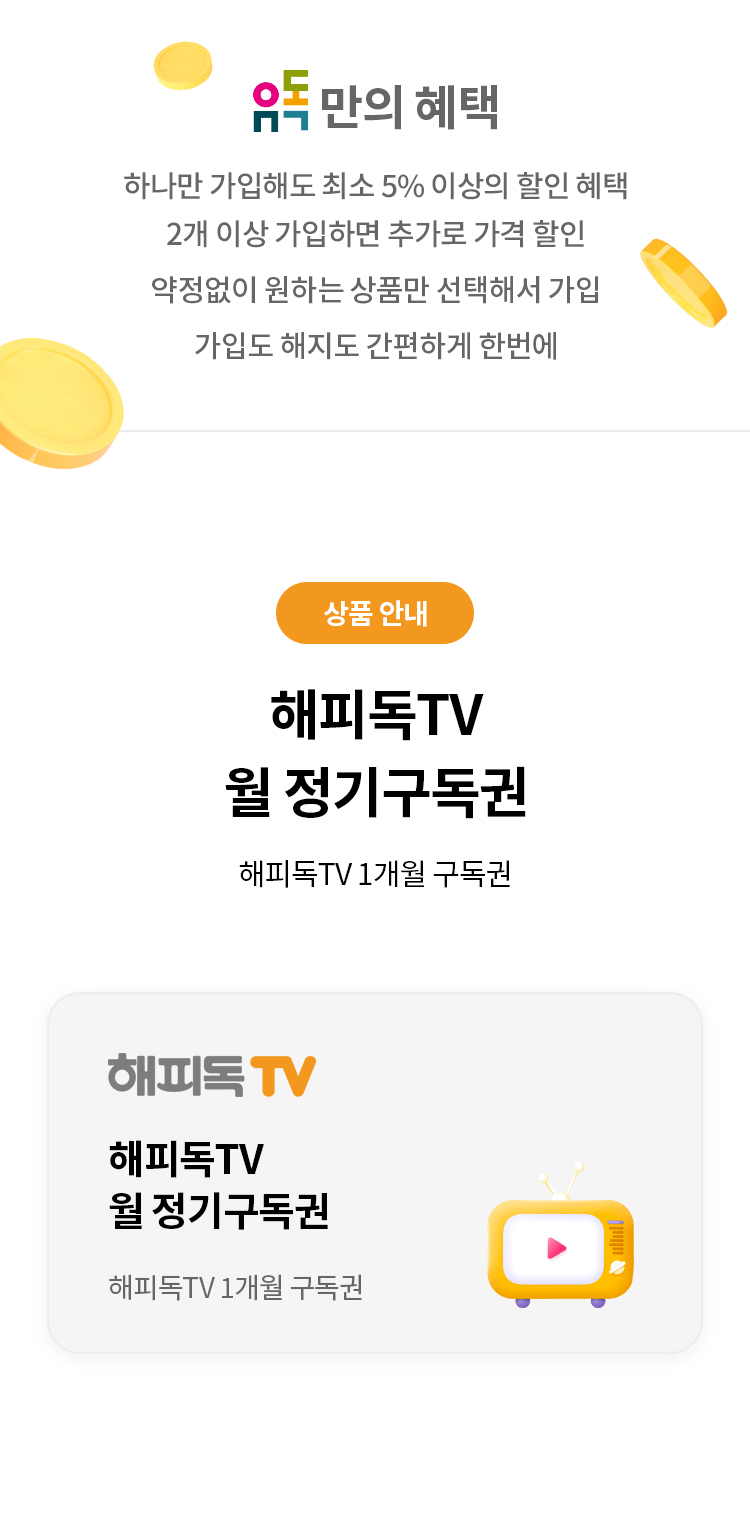 유독만의 혜택
하나만 가입해도 최소 5% 이상의 할인 혜택
2개 이상 가입하면 추가로 가격 할인
약정없이 원하는 상품만 선택해서 가입
가입도 해지도 간편하게 한번에
상품 안내
해피독TV
월 정기구독권
해피독TV 1개월 구독권
해피독TV
해피독TV
월 정기구독권
해피독TV 1개월 구독권